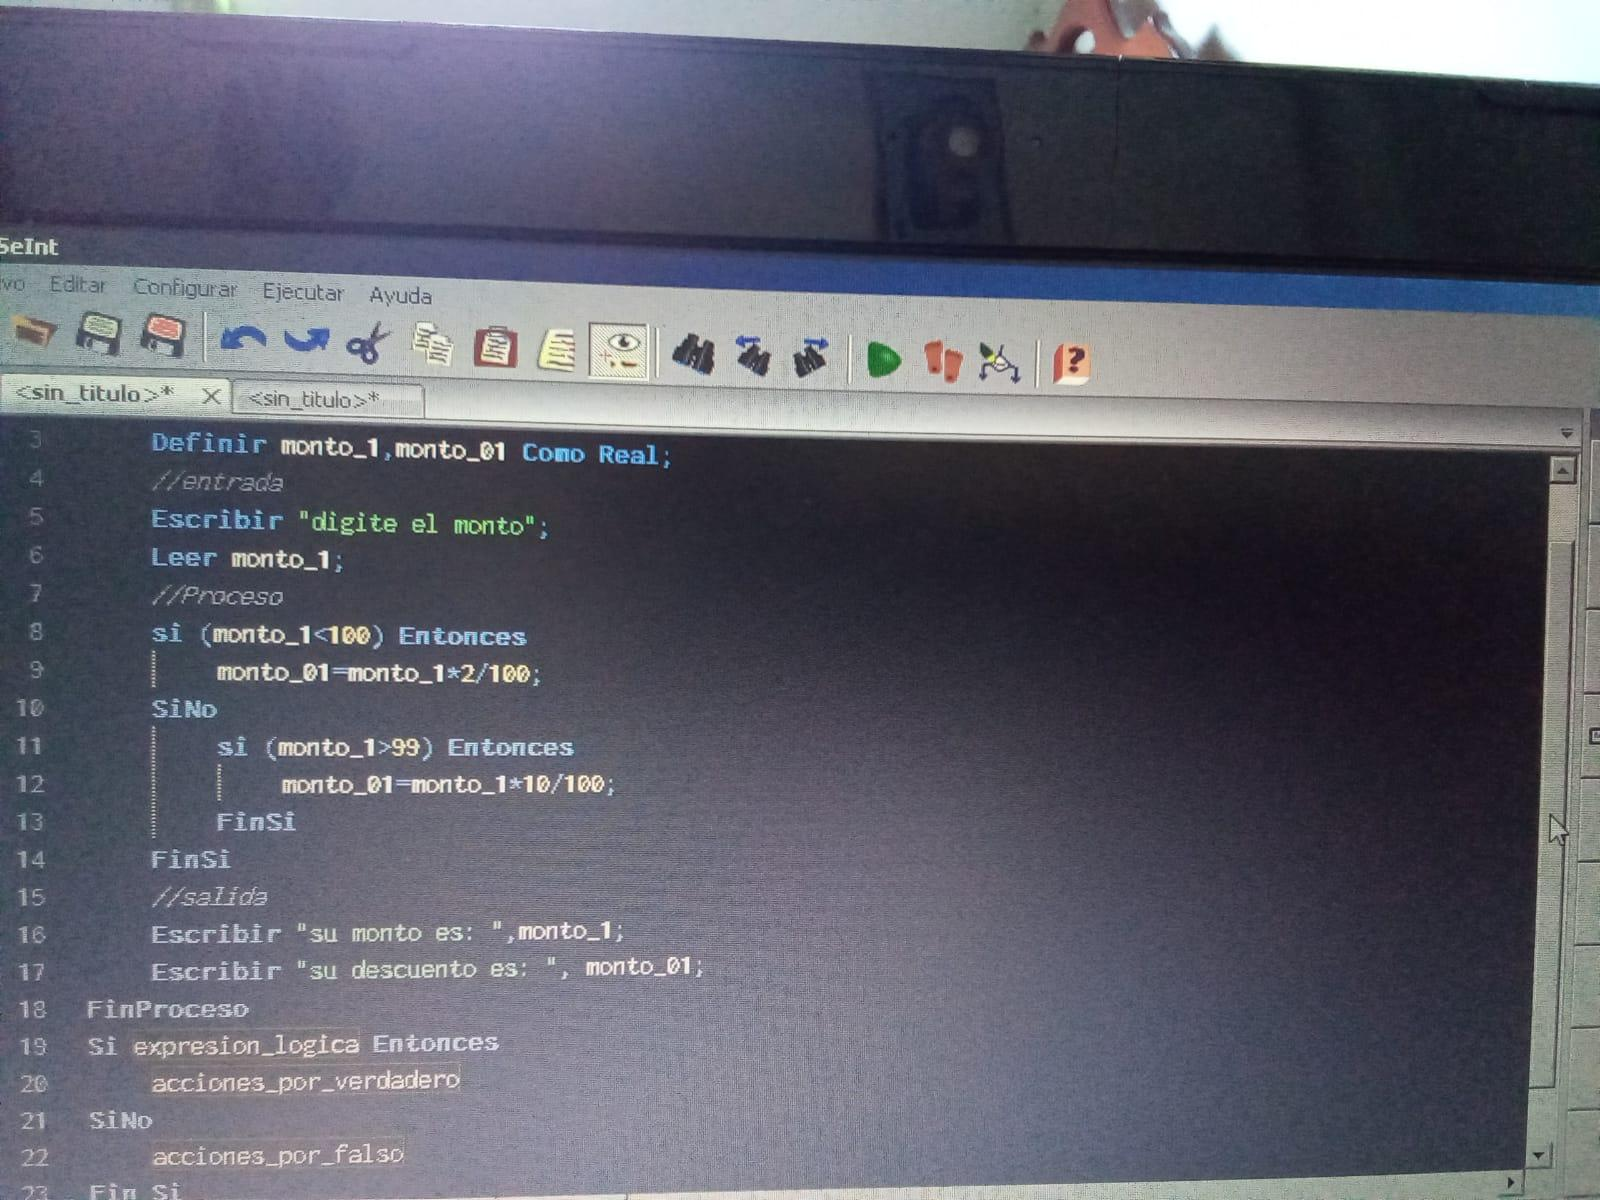 SeInt
Editar Configurar Ejecutar Ayuda
<sin_titulo>* X <sin_titulo>*
3 Definir monto_1,monto_01 Como Real;
4 //entrada
5 Escribir "digite el monto";
6 Leer monto_1;
7 //Proceso
8 si (monto_1<100) Entonces
9 monto_01=monto_1*2/100;
10 SiNo
11 si (monto_1>99) Entonces
12 monto_01=monto_1*10/100;
13 FinSi
14 FinSi
15 //salida
16 Escribir "su monto es: ",monto_1;
17 Escribir "su descuento es: ", monto_01;
18 FinProceso
19 Si expresion_logica Entonces
20 acciones_por_verdadero
21 SiNo
22 acciones_por_falso
23 Fin Si